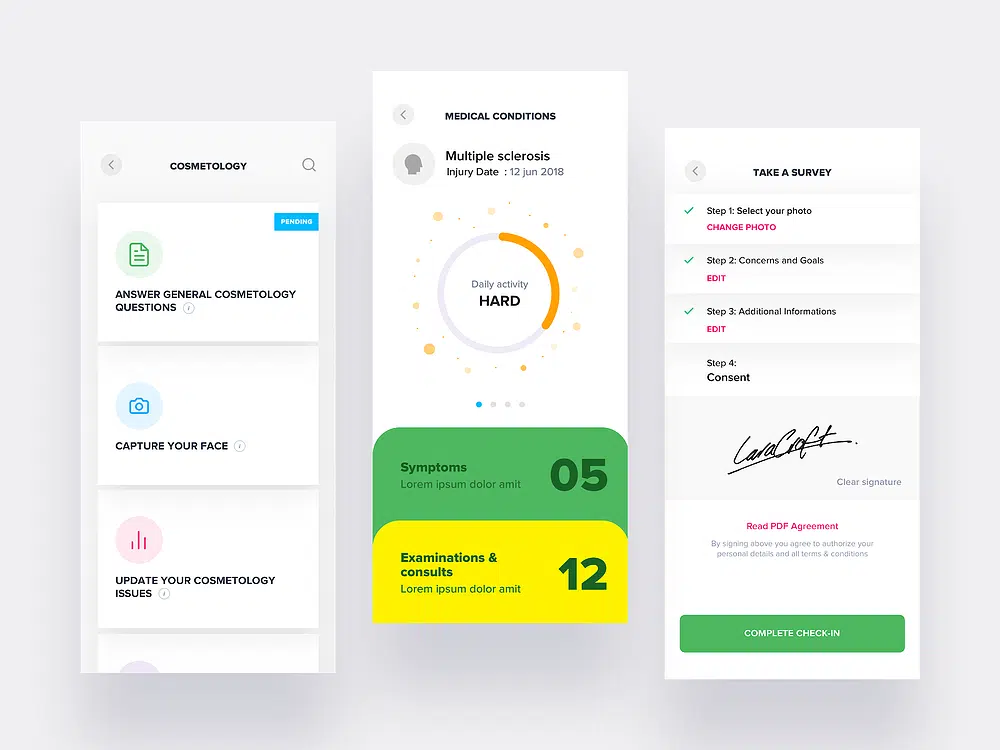 COSMETOLOGY
PENDING
ANSWER GENERAL COSMETOLOGY
QUESTIONS i
CAPTURE YOUR FACE i
UPDATE YOUR COSMETOLOGY
ISSUES i
MEDICAL CONDITIONS
Multiple sclerosis
Injury Date : 12 jun 2018
Daily activity
HARD
Symptoms
Lorem ipsum dolor amit
05
Examinations &
consults
Lorem ipsum dolor amit
12
TAKE A SURVEY
Step 1: Select your photo
CHANGE PHOTO
Step 2: Concerns and Goals
EDIT
Step 3: Additional Informations
EDIT
Step 4:
Consent
LaraCroft
Clear signature
Read PDF Agreement
By signing above you agree to authorize your
personal details and all terms & conditions
COMPLETE CHECK-IN